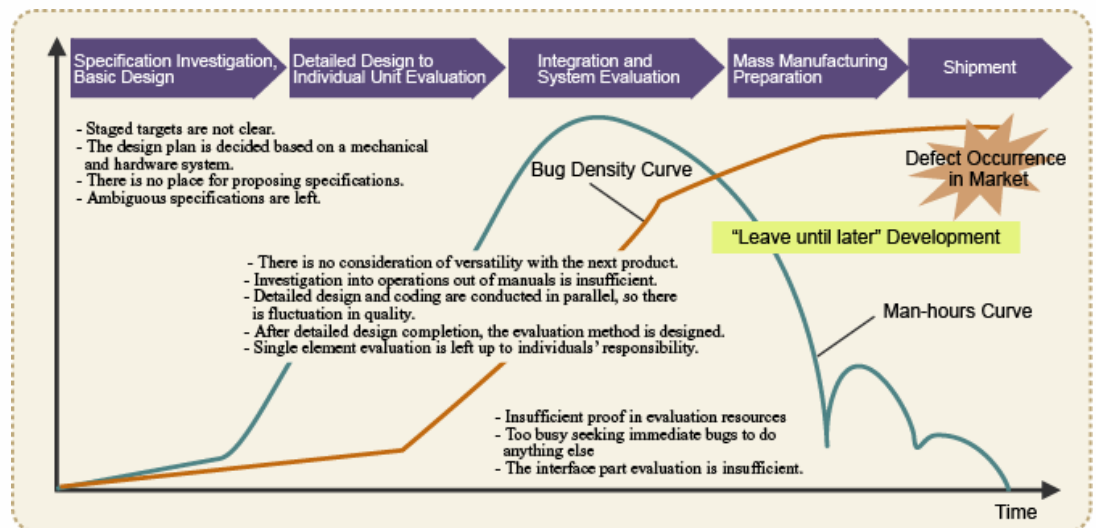 Specification Investigation,
Basic Design
Detailed Design to
Individual Unit Evaluation
Integration and
System Evaluation
Mass Manufacturing
Preparation
Shipment
- Staged targets are not clear.
- The design plan is decided based on a mechanical
and hardware system.
- There is no place for proposing specifications.
- Ambiguous specifications are left.
Bug Density Curve
Defect Occurrence
in Market
“Leave until later” Development
- There is no consideration of versatility with the next product.
- Investigation into operations out of manuals is insufficient.
- Detailed design and coding are conducted in parallel, so there
is fluctuation in quality.
- After detailed design completion, the evaluation method is designed.
- Single element evaluation is left up to individuals’ responsibility.
Man-hours Curve
- Insufficient proof in evaluation resources
- Too busy seeking immediate bugs to do
anything else
- The interface part evaluation is insufficient.
Time